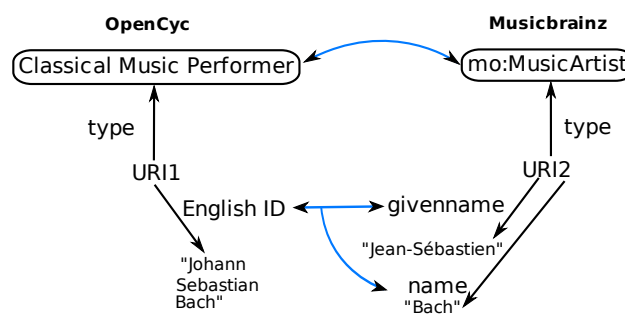 OpenCyc
Musicbrainz
Classical Music Performer
mo:MusicArtist
type
type
URI1
URI2
English ID
givenname
"Jean-Sébastien"
"Johann
Sebastian
Bach"
name
"Bach"